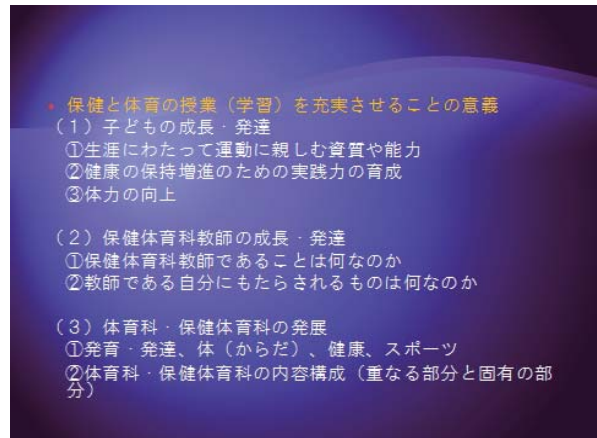 保健と体育の授業（学習）を充実させることの意義
（１）子どもの成長・発達
①生涯にわたって運動に親しむ資質や能力
②健康の保持増進のための実践力の育成
③体力の向上
（２）保健体育科教師の成長・発達
①保健体育科教師であることは何なのか
②教師である自分にもたらされるものは何なのか
（３）体育科・保健体育科の発展
①発育・発達、体（からだ）、健康、スポーツ
②体育科・保健体育科の内容構成（重なる部分と固有の部
分）